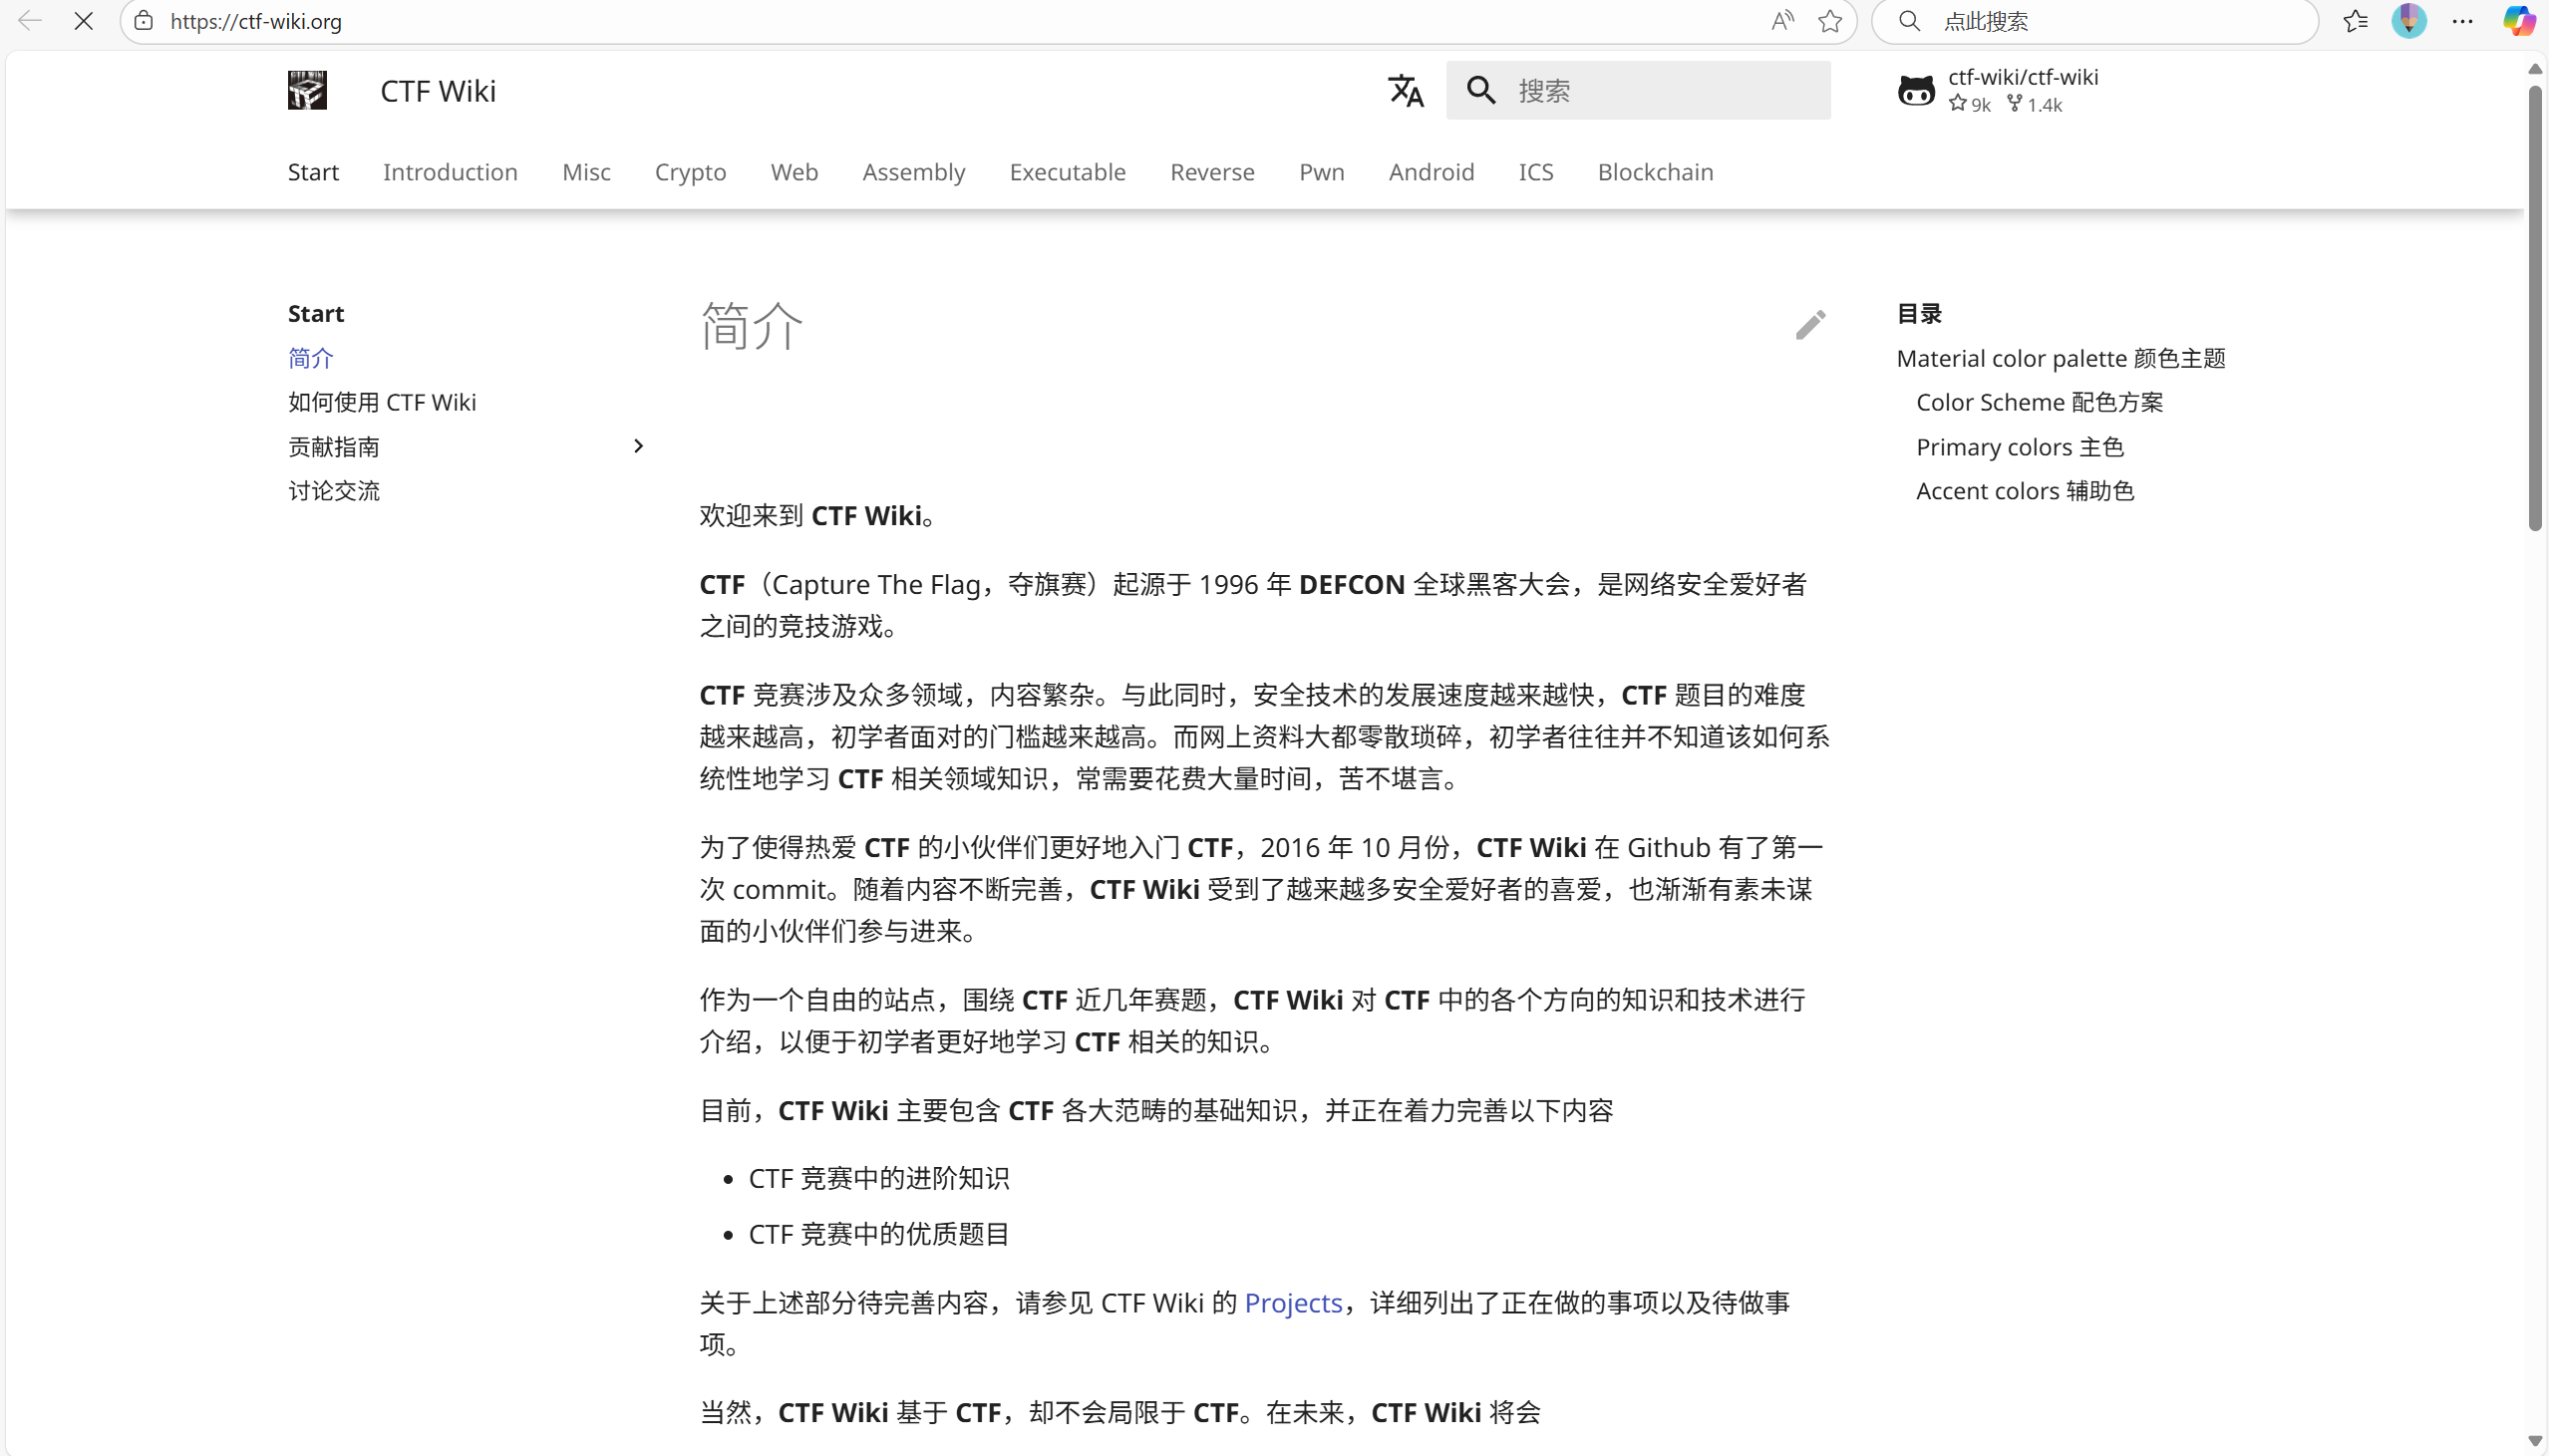 https://ctf-wiki.org
点此搜索
CTF Wiki
搜索
ctf-wiki/ctf-wiki
9k 1.4k
Start Introduction Misc Crypto Web Assembly Executable Reverse Pwn Android ICS Blockchain
Start
简介
如何使用 CTF Wiki
贡献指南
讨论交流
简介
欢迎来到 CTF Wiki。
CTF（Capture The Flag，夺旗赛）起源于 1996 年 DEFCON 全球黑客大会，是网络安全爱好者
之间的竞技游戏。
CTF 竞赛涉及众多领域，内容繁杂。与此同时，安全技术的发展速度越来越快，CTF 题目的难度
越来越高，初学者面对的门槛越来越高。而网上资料大都零散琐碎，初学者往往并不知道该如何系
统性地学习 CTF 相关领域知识，常需要花费大量时间，苦不堪言。
为了使得热爱 CTF 的小伙伴们更好地入门 CTF，2016 年 10 月份，CTF Wiki 在 Github 有了第一
次 commit。随着内容不断完善，CTF Wiki 受到了越来越多安全爱好者的喜爱，也渐渐有素未谋
面的小伙伴们参与进来。
作为一个自由的站点，围绕 CTF 近几年赛题，CTF Wiki 对 CTF 中的各个方向的知识和技术进行
介绍，以便于初学者更好地学习 CTF 相关的知识。
目前，CTF Wiki 主要包含 CTF 各大范畴的基础知识，并正在着力完善以下内容
• CTF 竞赛中的进阶知识
• CTF 竞赛中的优质题目
关于上述部分待完善内容，请参见 CTF Wiki 的 Projects，详细列出了正在做的事项以及待做事
项。
当然，CTF Wiki 基于 CTF，却不会局限于 CTF。在未来，CTF Wiki 将会
目录
Material color palette 颜色主题
Color Scheme 配色方案
Primary colors 主色
Accent colors 辅助色